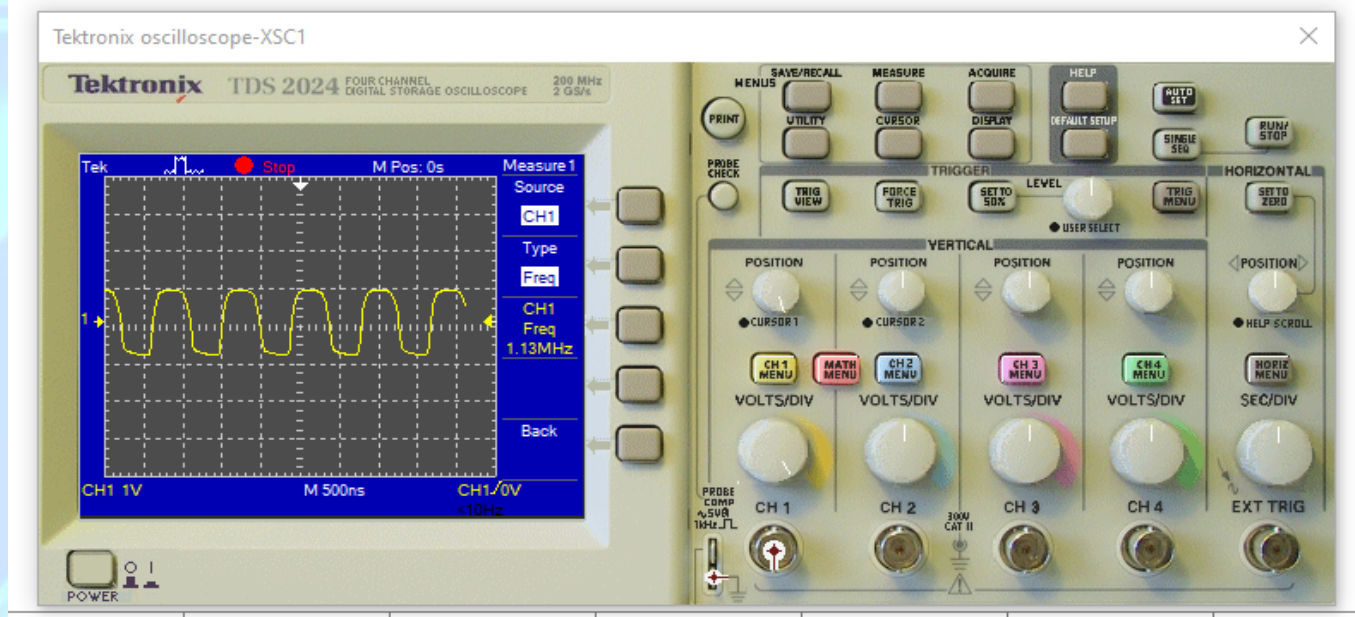 Tektronix oscilloscope-XSC1
Tektronix TDS 2024 FOUR CHANNEL DIGITAL STORAGE OSCILLOSCOPE 200 MHz 2 GS/s
Tek Stop M Pos: 0s Measure 1
Source
CH1
Type
Freq
CH1
Freq
1.13MHz
Back
1
CH1 1V M 500ns CH1 0V
<10Hz
POWER
O I
MENUS
SAVE/RECALL MEASURE ACQUIRE HELP
PRINT
UTILITY CURSOR DISPLAY DEFAULT SETUP
AUTO SET
SINGLE SEQ
RUN/ STOP
PROBE CHECK
TRIGGER
HORIZONTAL
TRIG VIEW
FORCE TRIG
SET TO 50%
LEVEL
USER SELECT
TRIG MENU
SET TO ZERO
VERTICAL
POSITION POSITION POSITION POSITION POSITION
CURSOR 1 CURSOR 2 HELP SCROLL
CH 1 MENU
MATH MENU
CH 2 MENU
CH 3 MENU
CH 4 MENU
HORIZ MENU
VOLTS/DIV VOLTS/DIV VOLTS/DIV VOLTS/DIV SEC/DIV
PROBE COMP
~5V@
1kHz
CH 1 CH 2 CH 3 CH 4 EXT TRIG
300V
CAT II